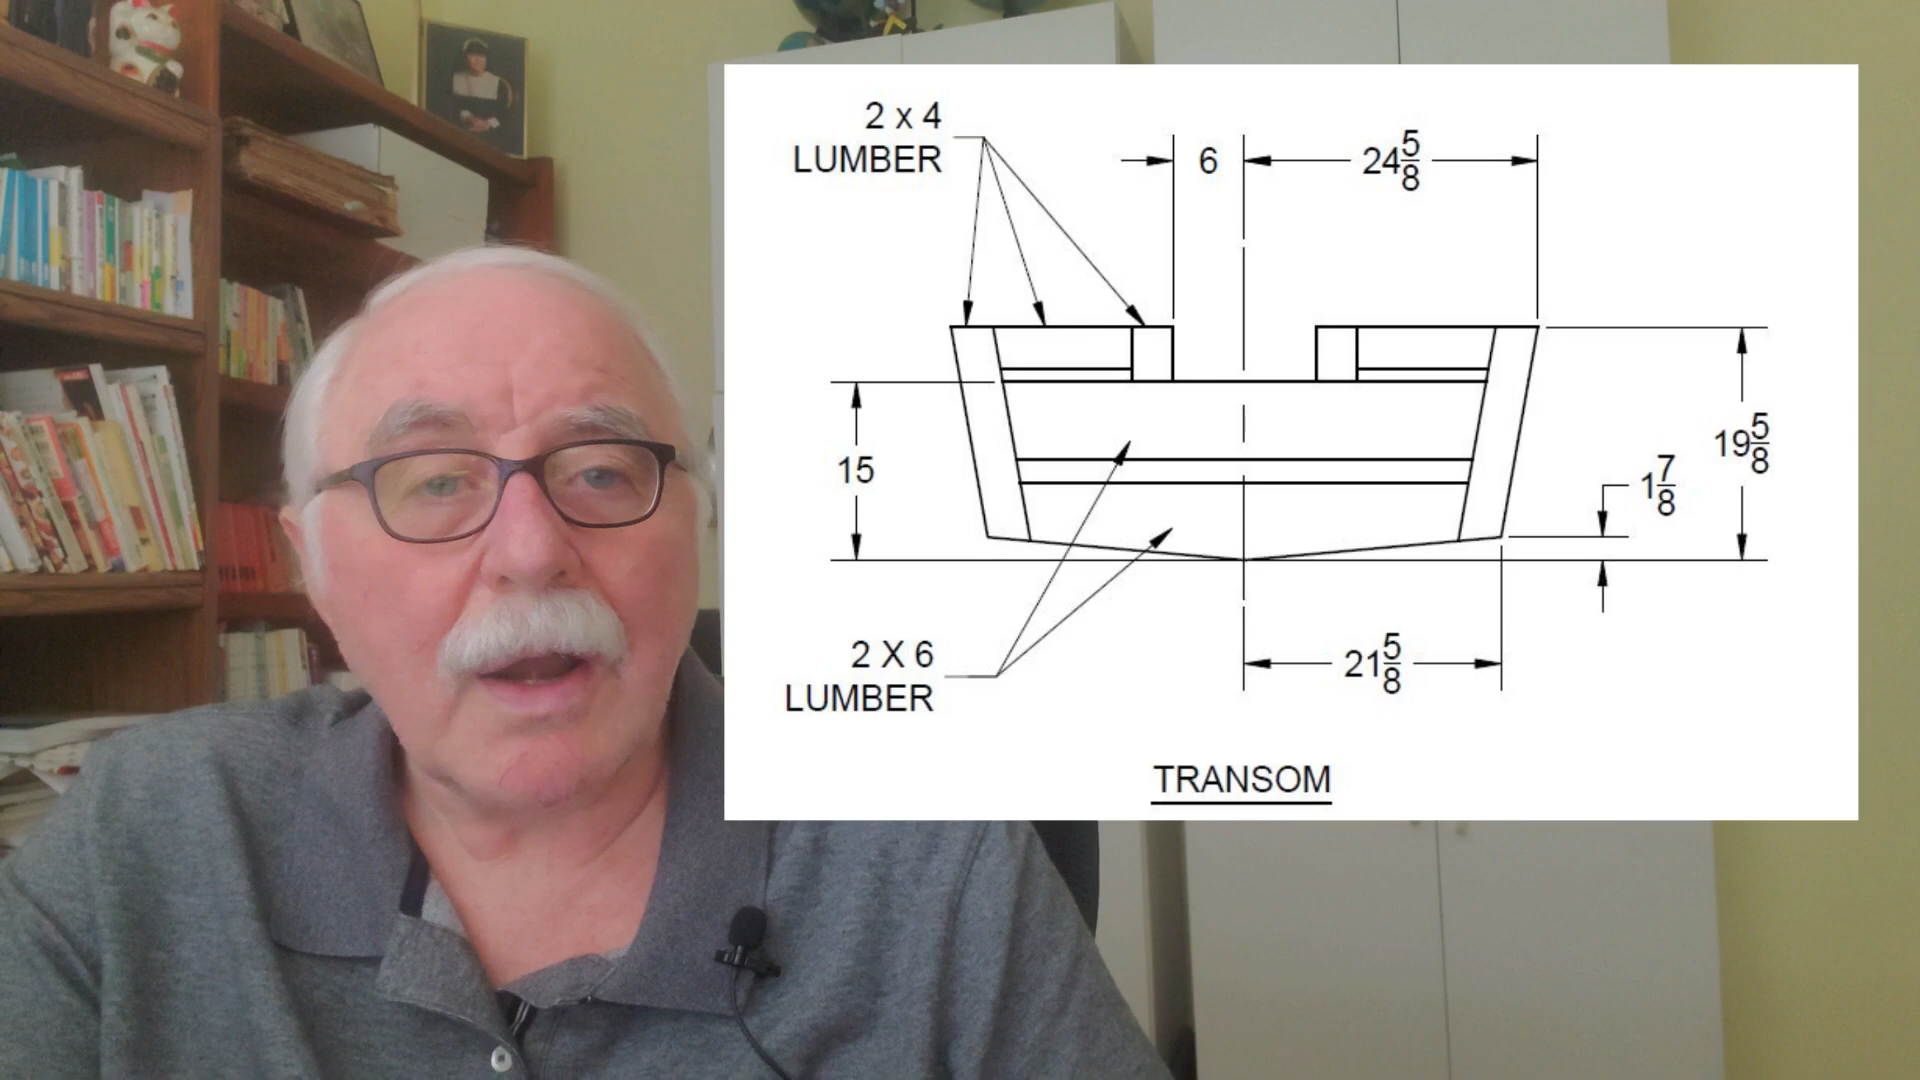 2 x 4
LUMBER
6
24 5/8
15
19 5/8
1 7/8
2 X 6
LUMBER
21 5/8
TRANSOM